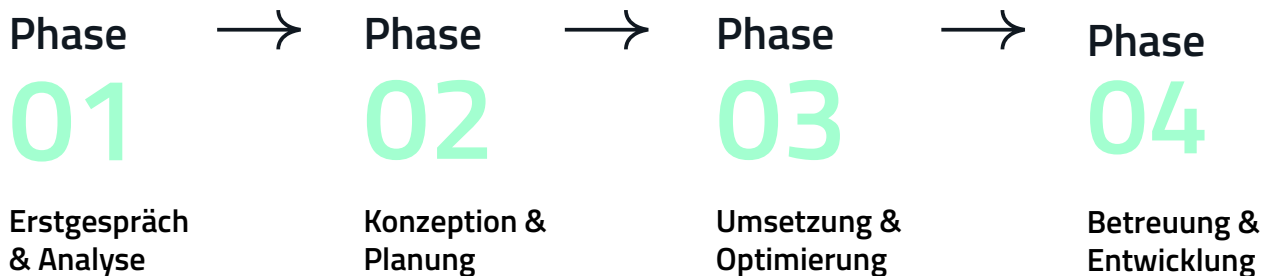 Phase
01
Erstgespräch
& Analyse
Phase
02
Konzeption &
Planung
Phase
03
Umsetzung &
Optimierung
Phase
04
Betreuung &
Entwicklung